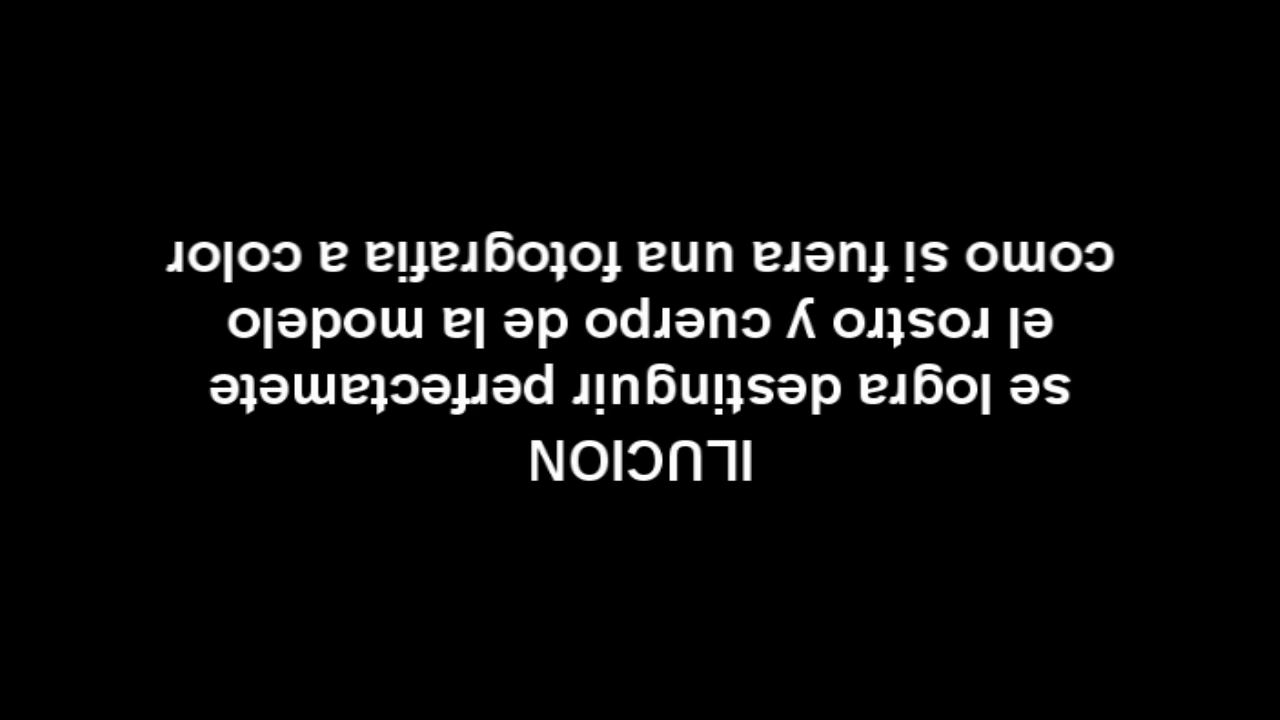 ILUCION
se logra destinguir perfectamete
el rostro y cuerpo de la modelo
como si fuera una fotografia a color